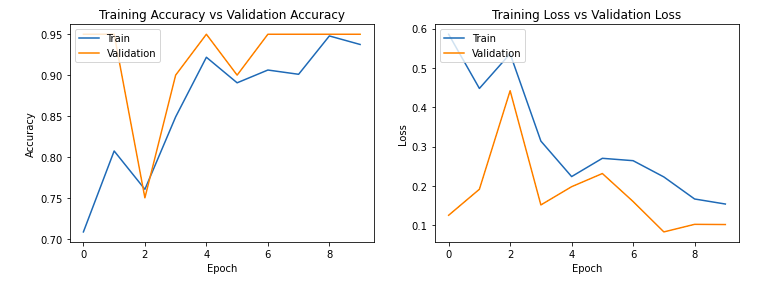 Training Accuracy vs Validation Accuracy
Train
Validation
0.95
0.90
0.85
0.80
0.75
0.70
Accuracy
0 2 4 6 8
Epoch
Training Loss vs Validation Loss
Train
Validation
0.6
0.5
0.4
0.3
0.2
0.1
Loss
0 2 4 6 8
Epoch